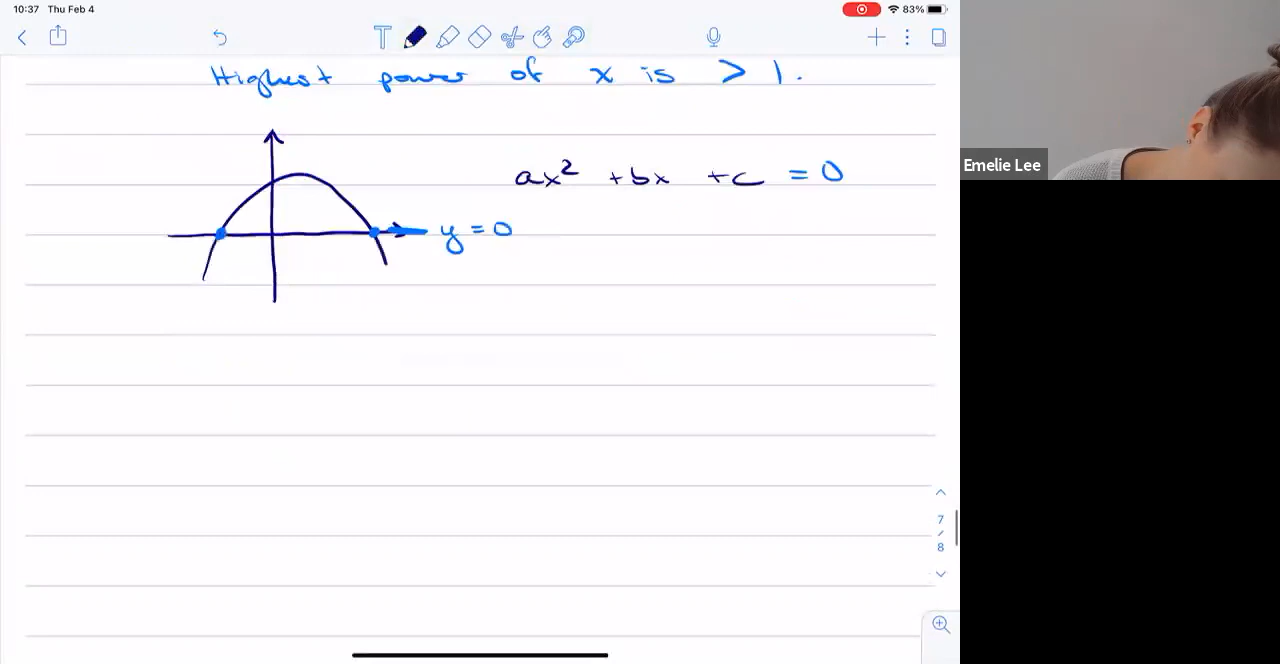 10:37 Thu Feb 4
83%
T
Highest power of x is > 1.
ax² + bx + c = 0
y = 0
7
/
8
Emelie Lee